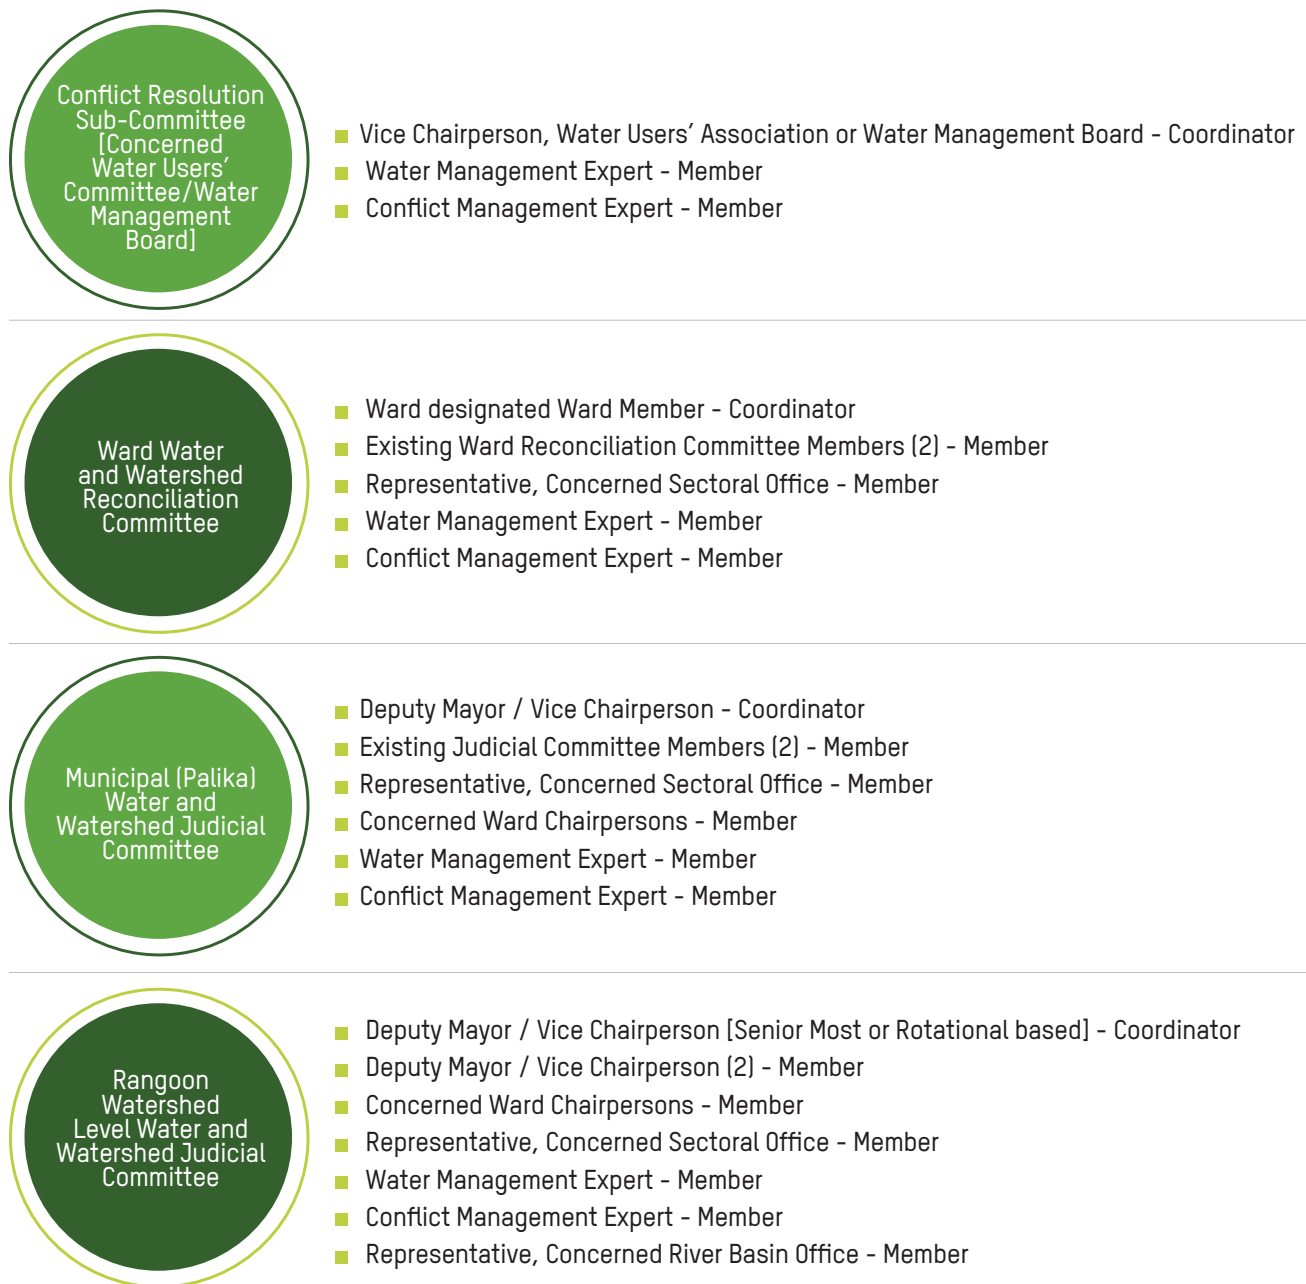 Conflict Resolution
Sub-Committee
[Concerned
Water Users’
Committee/Water
Management
Board]
Vice Chairperson, Water Users’ Association or Water Management Board - Coordinator
Water Management Expert - Member
Conflict Management Expert - Member
Ward Water
and Watershed
Reconciliation
Committee
Ward designated Ward Member - Coordinator
Existing Ward Reconciliation Committee Members (2) - Member
Representative, Concerned Sectoral Office - Member
Water Management Expert - Member
Conflict Management Expert - Member
Municipal (Palika)
Water and
Watershed Judicial
Committee
Deputy Mayor / Vice Chairperson - Coordinator
Existing Judicial Committee Members (2) - Member
Representative, Concerned Sectoral Office - Member
Concerned Ward Chairpersons - Member
Water Management Expert - Member
Conflict Management Expert - Member
Rangoon
Watershed
Level Water and
Watershed Judicial
Committee
Deputy Mayor / Vice Chairperson [Senior Most or Rotational based] - Coordinator
Deputy Mayor / Vice Chairperson (2) - Member
Concerned Ward Chairpersons - Member
Representative, Concerned Sectoral Office - Member
Water Management Expert - Member
Conflict Management Expert - Member
Representative, Concerned River Basin Office - Member